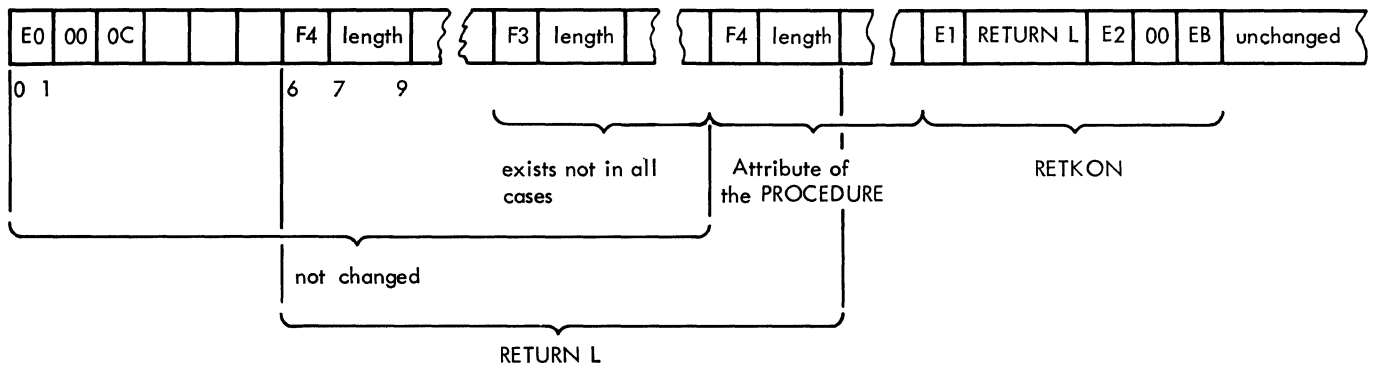 E0 00 0C F4 length F3 length F4 length E1 RETURN L E2 00 EB unchanged
0 1 6 7 9
exists not in all
cases
Attribute of
the PROCEDURE
RETKON
not changed
RETURN L